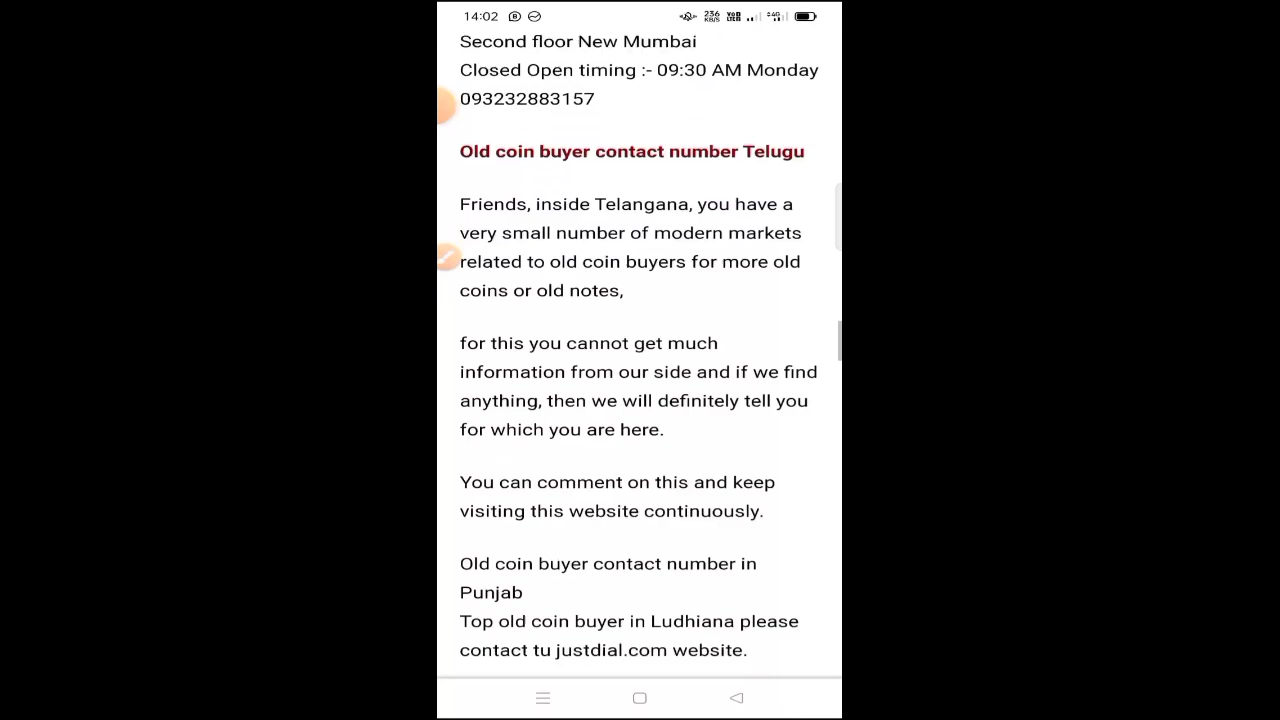 14:02
236
KB/S
4G
Second floor New Mumbai
Closed Open timing :- 09:30 AM Monday
093232883157
Old coin buyer contact number Telugu
Friends, inside Telangana, you have a
very small number of modern markets
related to old coin buyers for more old
coins or old notes,
for this you cannot get much
information from our side and if we find
anything, then we will definitely tell you
for which you are here.
You can comment on this and keep
visiting this website continuously.
Old coin buyer contact number in
Punjab
Top old coin buyer in Ludhiana please
contact tu justdial.com website.